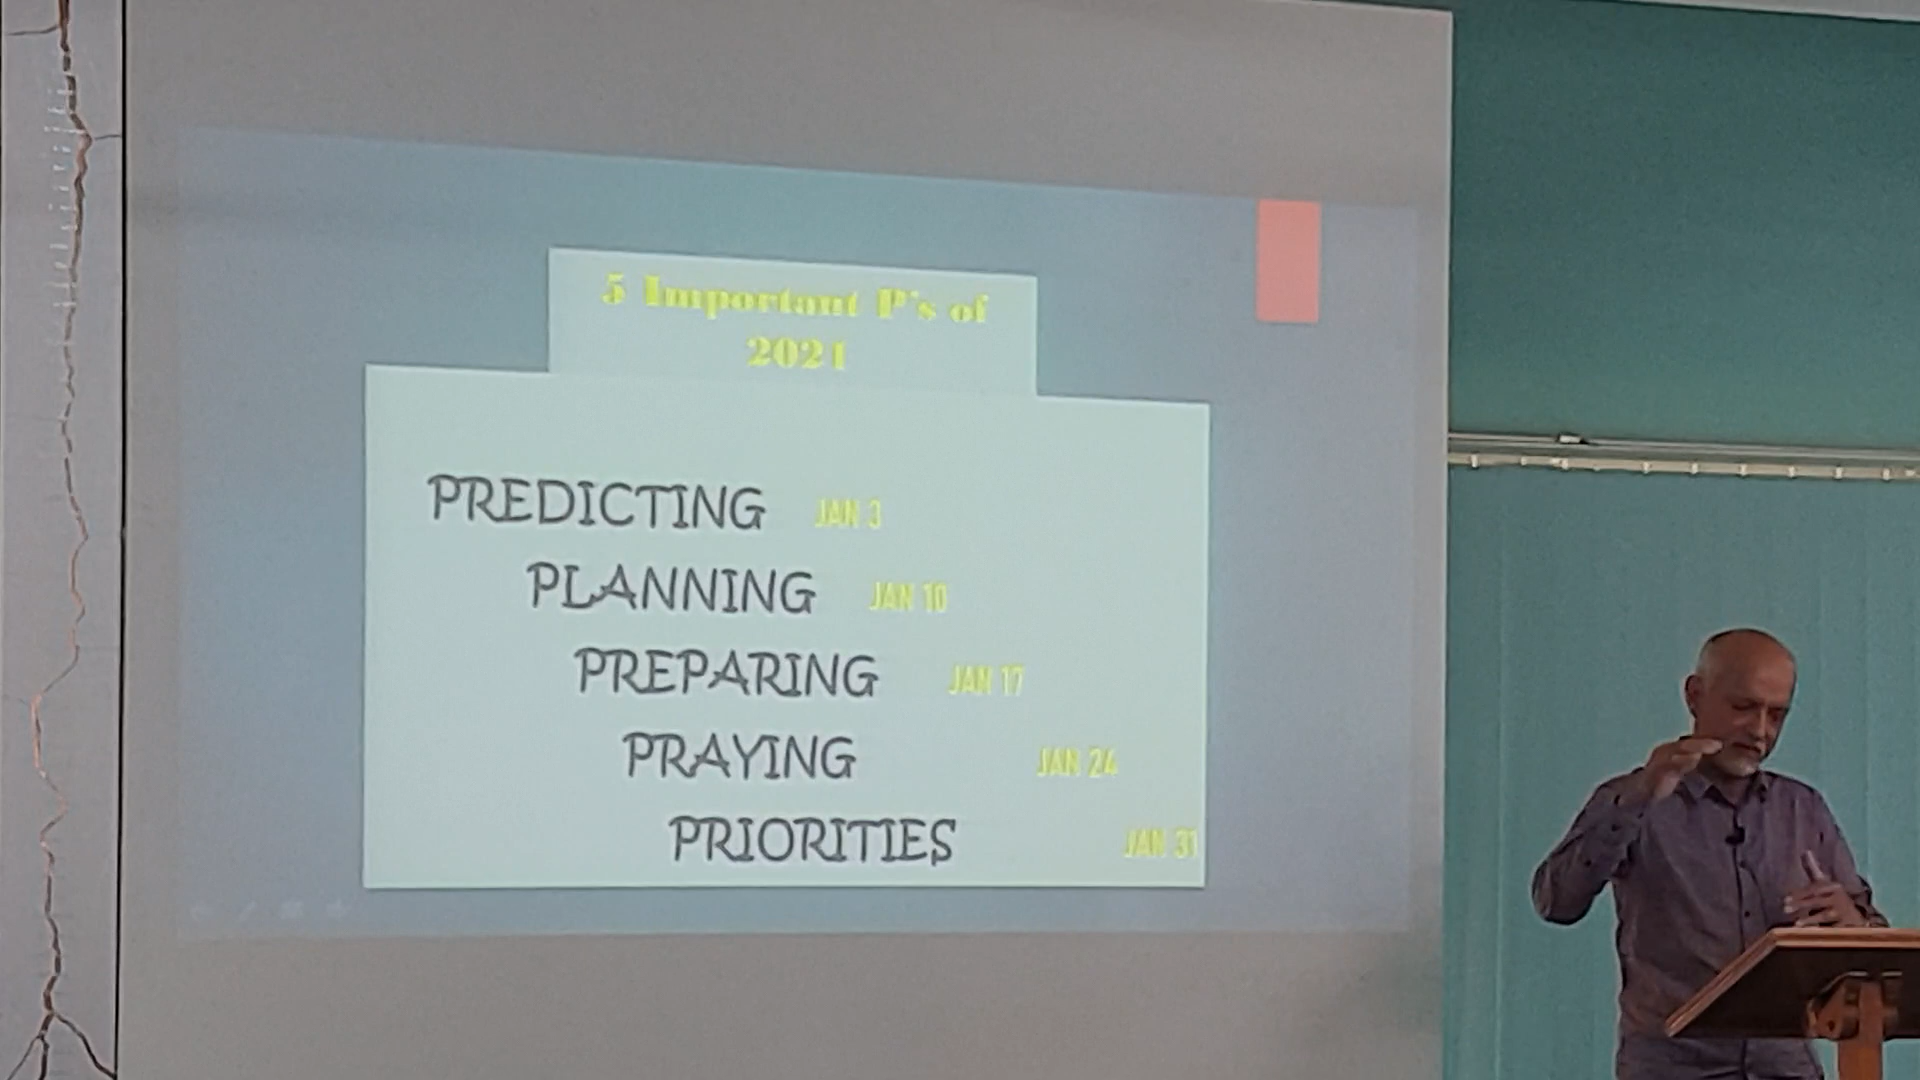 5 Important P's of
2021
PREDICTING JAN 3
PLANNING JAN 10
PREPARING JAN 17
PRAYING JAN 24
PRIORITIES JAN 31